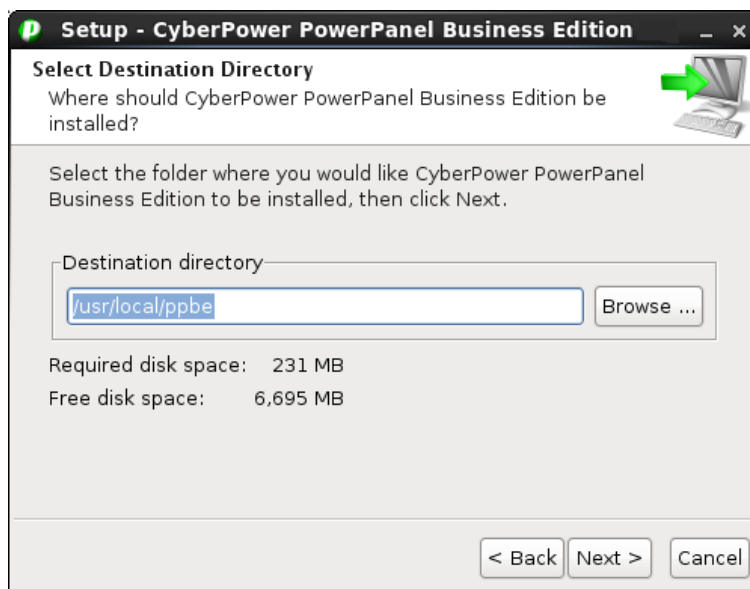 Setup - CyberPower PowerPanel Business Edition
Select Destination Directory
Where should CyberPower PowerPanel Business Edition be
installed?
Select the folder where you would like CyberPower PowerPanel
Business Edition to be installed, then click Next.
Destination directory
/usr/local/ppbe
Browse ...
Required disk space: 231 MB
Free disk space: 6,695 MB
< Back Next > Cancel